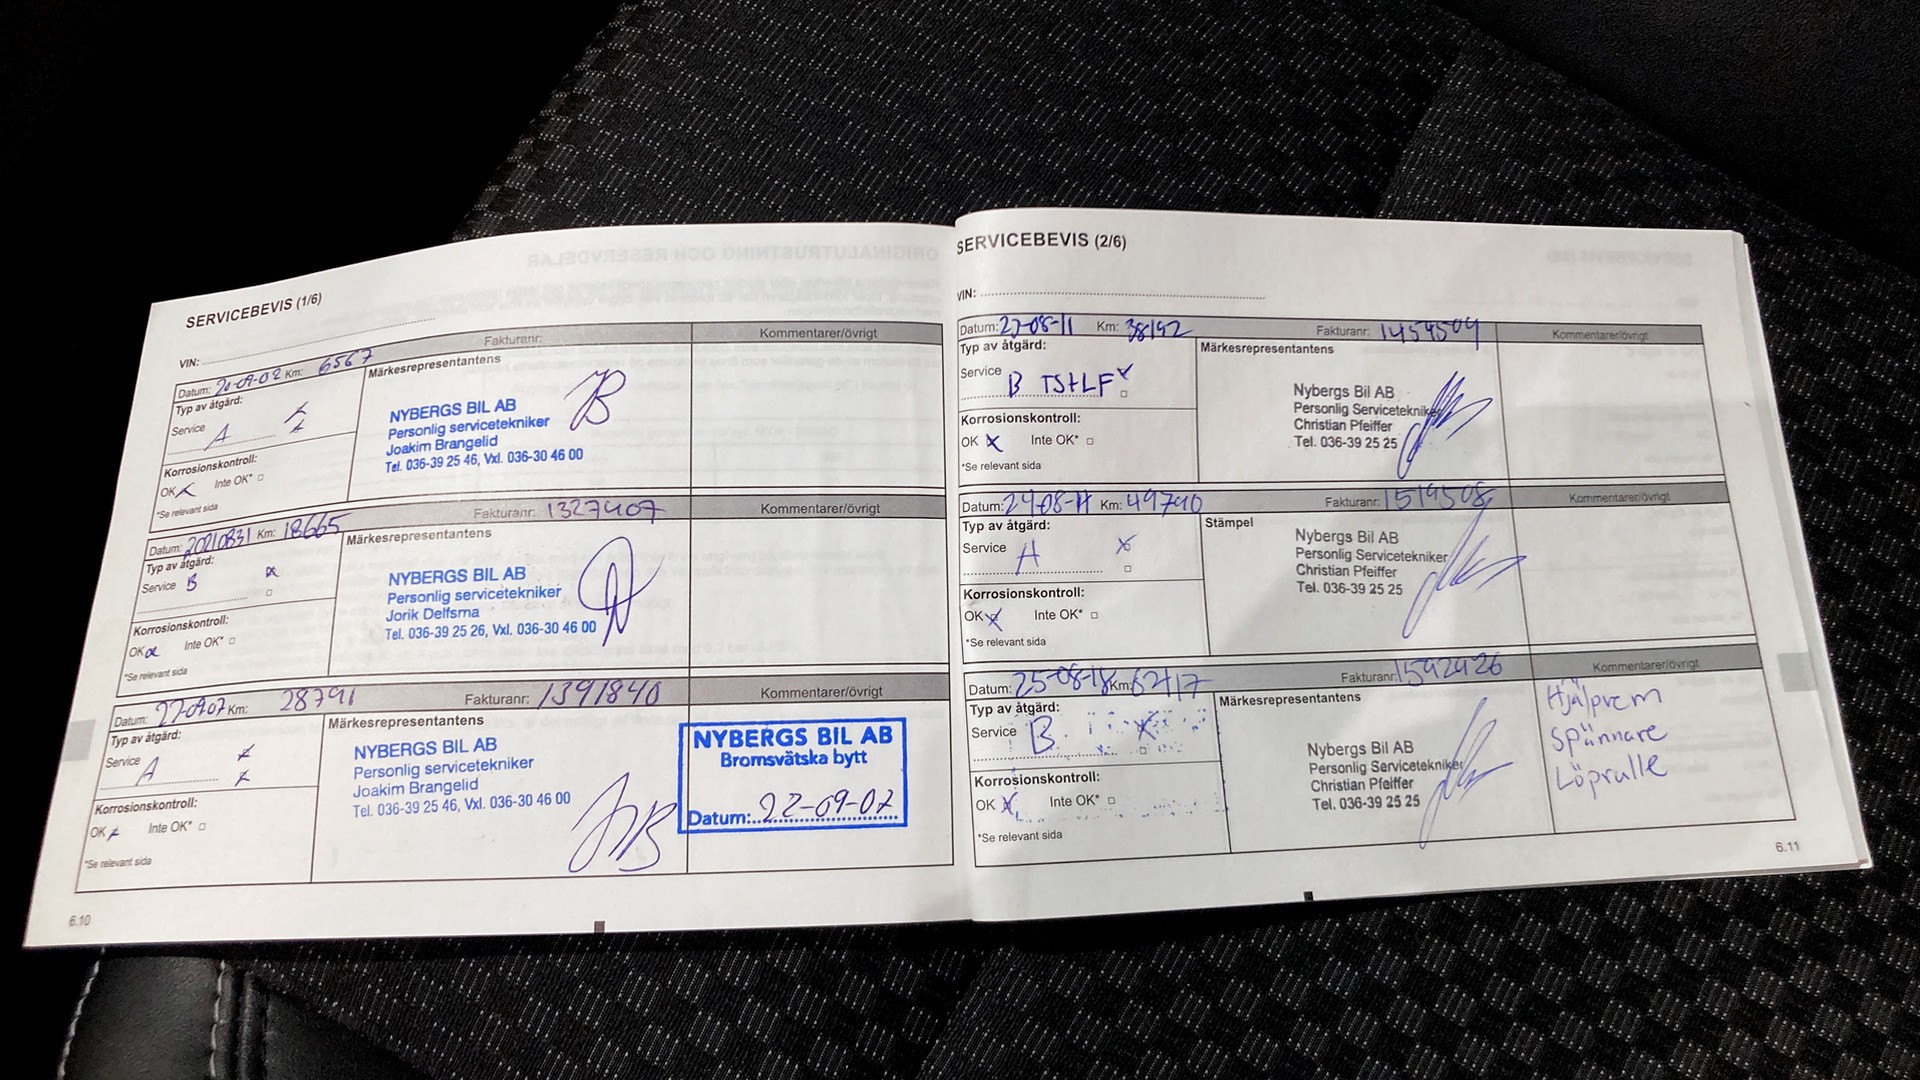 SERVICEBEVIS (1/6)
VIN:
Fakturanr:
Kommentarer/övrigt
Datum: 20-09-02 Km: 6567
Märkesrepresentantens
Typ av åtgärd:
Service A
NYBERGS BIL AB
Personlig servicetekniker
Joakim Brangelid
Tel. 036-39 25 46, Vxl. 036-30 46 00
Korrosionskontroll:
OK Inte OK*
*Se relevant sida
Datum: 20210831 Km: 18665 Fakturanr: 1327407 Kommentarer/övrigt
Typ av åtgärd:
Märkesrepresentantens
Service B
NYBERGS BIL AB
Personlig servicetekniker
Jorik Delfsma
Tel. 036-39 25 26, Vxl. 036-30 46 00
Korrosionskontroll:
OK Inte OK*
*Se relevant sida
Datum: 220907 Km: 28791 Fakturanr: 1391840 Kommentarer/övrigt
Typ av åtgärd:
Märkesrepresentantens
Service A
NYBERGS BIL AB
Personlig servicetekniker
Joakim Brangelid
Tel. 036-39 25 46, Vxl. 036-30 46 00
NYBERGS BIL AB
Bromsvätska bytt
Datum: 22-09-07
Korrosionskontroll:
OK Inte OK*
*Se relevant sida
6.10
SERVICEBEVIS (2/6)
VIN:
Datum: 23-08-11 Km: 38192 Fakturanr: 1459509 Kommentarer/övrigt
Typ av åtgärd:
Märkesrepresentantens
Service B TS+LF
Nybergs Bil AB
Personlig Servicetekniker
Christian Pfeiffer
Tel. 036-39 25 25
Korrosionskontroll:
OK Inte OK*
*Se relevant sida
Datum: 24-08-14 Km: 49740 Fakturanr: 1519508 Kommentarer/övrigt
Typ av åtgärd:
Stämpel
Service A
Nybergs Bil AB
Personlig Servicetekniker
Christian Pfeiffer
Tel. 036-39 25 25
Korrosionskontroll:
OK Inte OK*
*Se relevant sida
Datum: 25-08-18 Km: 62117 Fakturanr: 1592926 Kommentarer/övrigt
Typ av åtgärd:
Märkesrepresentantens
Service B
Nybergs Bil AB
Personlig Servicetekniker
Christian Pfeiffer
Tel. 036-39 25 25
Hjälprem
Spännare
Löprulle
Korrosionskontroll:
OK Inte OK*
*Se relevant sida
6.11